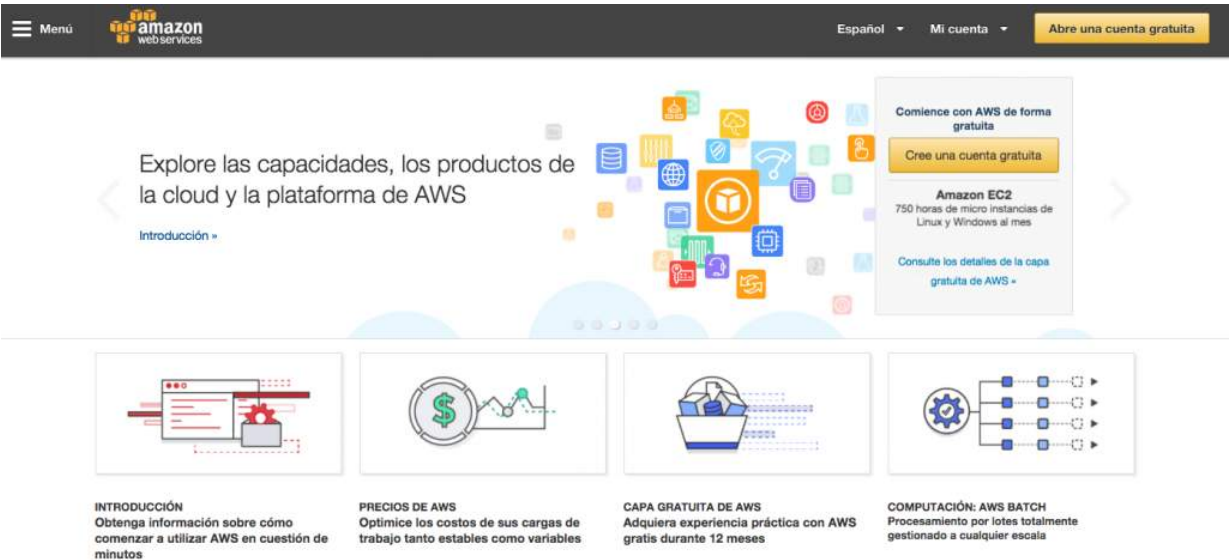 Menú
amazon
webservices
Español
Mi cuenta
Abre una cuenta gratuita
Explore las capacidades, los productos de
la cloud y la plataforma de AWS
Introducción »
Comience con AWS de forma
gratuita
Cree una cuenta gratuita
Amazon EC2
750 horas de micro instancias de
Linux y Windows al mes
Consulte los detalles de la capa
gratuita de AWS »
INTRODUCCIÓN
Obtenga información sobre cómo
comenzar a utilizar AWS en cuestión de
minutos
PRECIOS DE AWS
Optimice los costos de sus cargas de
trabajo tanto estables como variables
CAPA GRATUITA DE AWS
Adquiera experiencia práctica con AWS
gratis durante 12 meses
COMPUTACIÓN: AWS BATCH
Procesamiento por lotes totalmente
gestionado a cualquier escala